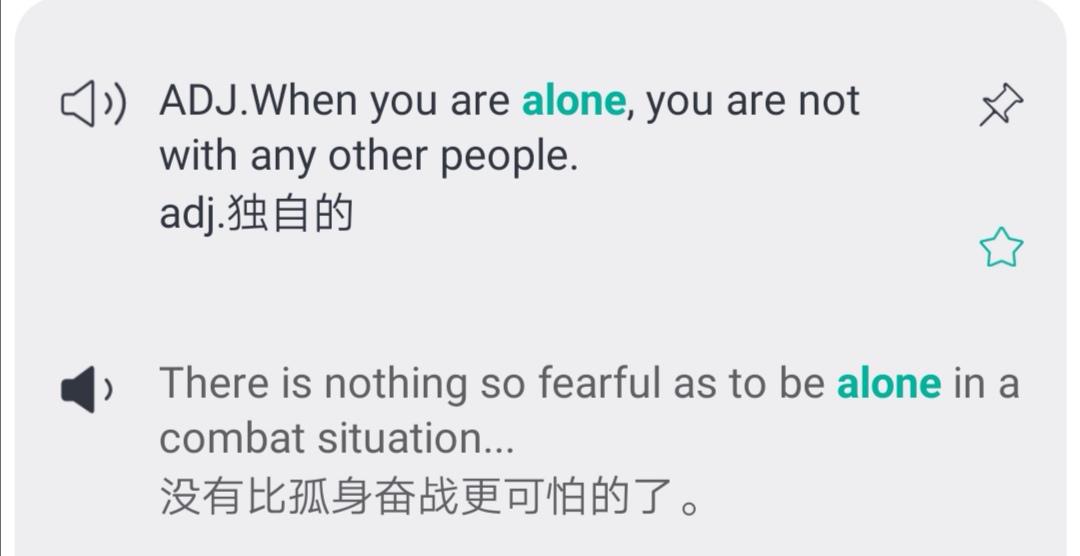 ADJ.When you are alone, you are not
with any other people.
adj.独自的
There is nothing so fearful as to be alone in a
combat situation...
没有比孤身奋战更可怕的了。